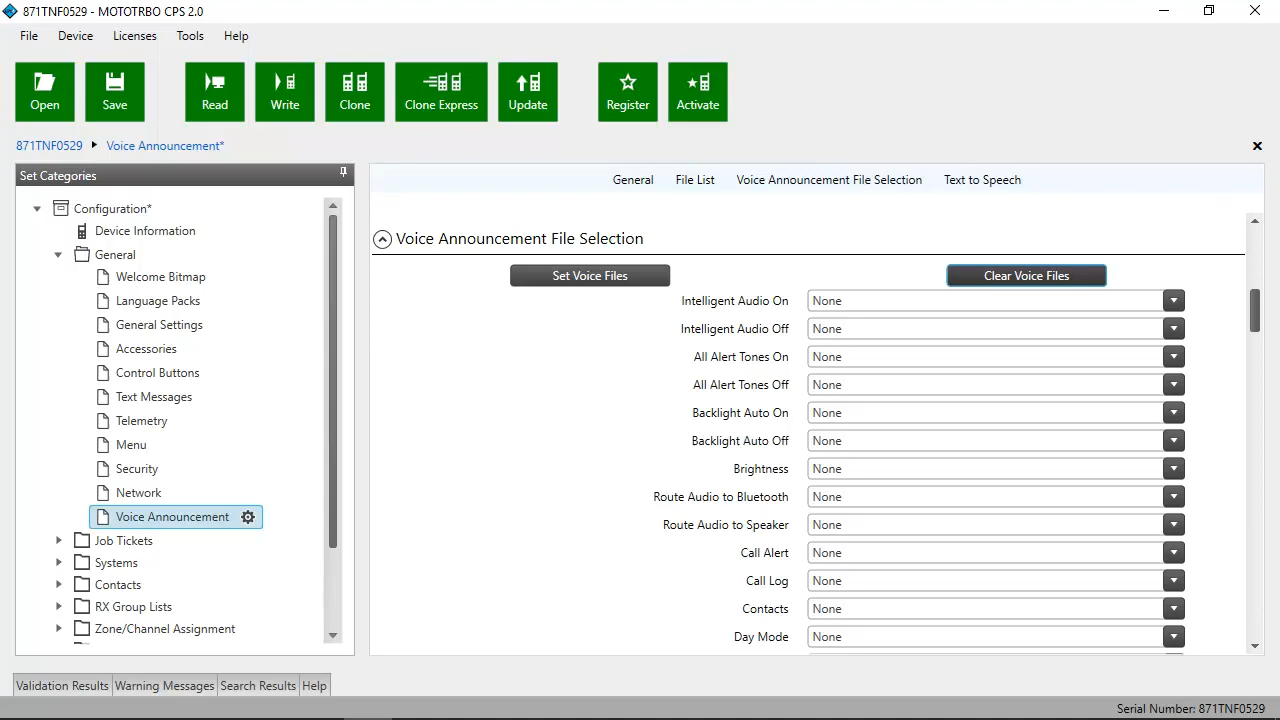 871TNF0529 - MOTOTRBO CPS 2.0
File Device Licenses Tools Help
Open Save Read Write Clone Clone Express Update Register Activate
871TNF0529 Voice Announcement*
Set Categories
Configuration*
Device Information
General
Welcome Bitmap
Language Packs
General Settings
Accessories
Control Buttons
Text Messages
Telemetry
Menu
Security
Network
Voice Announcement
Job Tickets
Systems
Contacts
RX Group Lists
Zone/Channel Assignment
General File List Voice Announcement File Selection Text to Speech
Voice Announcement File Selection
Set Voice Files Clear Voice Files
Intelligent Audio On None
Intelligent Audio Off None
All Alert Tones On None
All Alert Tones Off None
Backlight Auto On None
Backlight Auto Off None
Brightness None
Route Audio to Bluetooth None
Route Audio to Speaker None
Call Alert None
Call Log None
Contacts None
Day Mode None
Validation Results Warning Messages Search Results Help
Serial Number: 871TNF0529